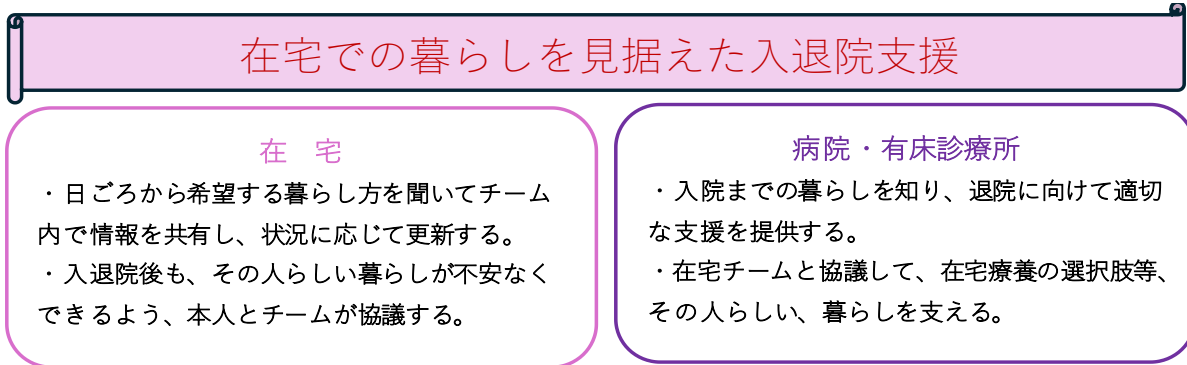 在宅での暮らしを見据えた入退院支援
在　宅
・日ごろから希望する暮らし方を聞いてチーム
内で情報を共有し、状況に応じて更新する。
・入退院後も、その人らしい暮らしが不安なく
できるよう、本人とチームが協議する。
病院・有床診療所
・入院までの暮らしを知り、退院に向けて適切
な支援を提供する。
・在宅チームと協議して、在宅療養の選択肢等、
その人らしい、暮らしを支える。